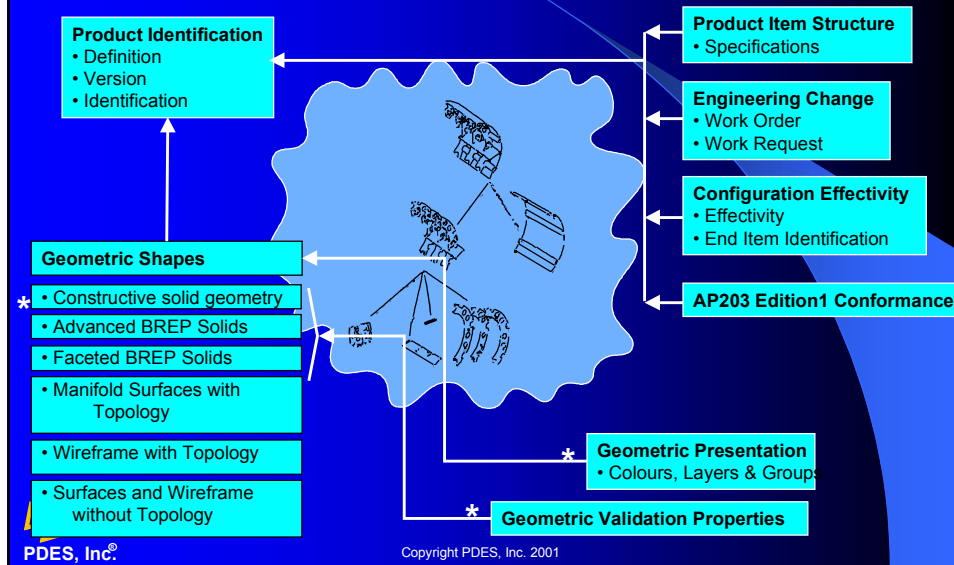 Product Identification
• Definition
• Version
• Identification
Product Item Structure
• Specifications
Engineering Change
• Work Order
• Work Request
Configuration Effectivity
• Effectivity
• End Item Identification
AP203 Edition1 Conformance
Geometric Shapes
* • Constructive solid geometry
• Advanced BREP Solids
• Faceted BREP Solids
• Manifold Surfaces with
Topology
• Wireframe with Topology
• Surfaces and Wireframe
without Topology
* Geometric Presentation
• Colours, Layers & Groups
* Geometric Validation Properties
PDES, Inc.®
Copyright PDES, Inc. 2001